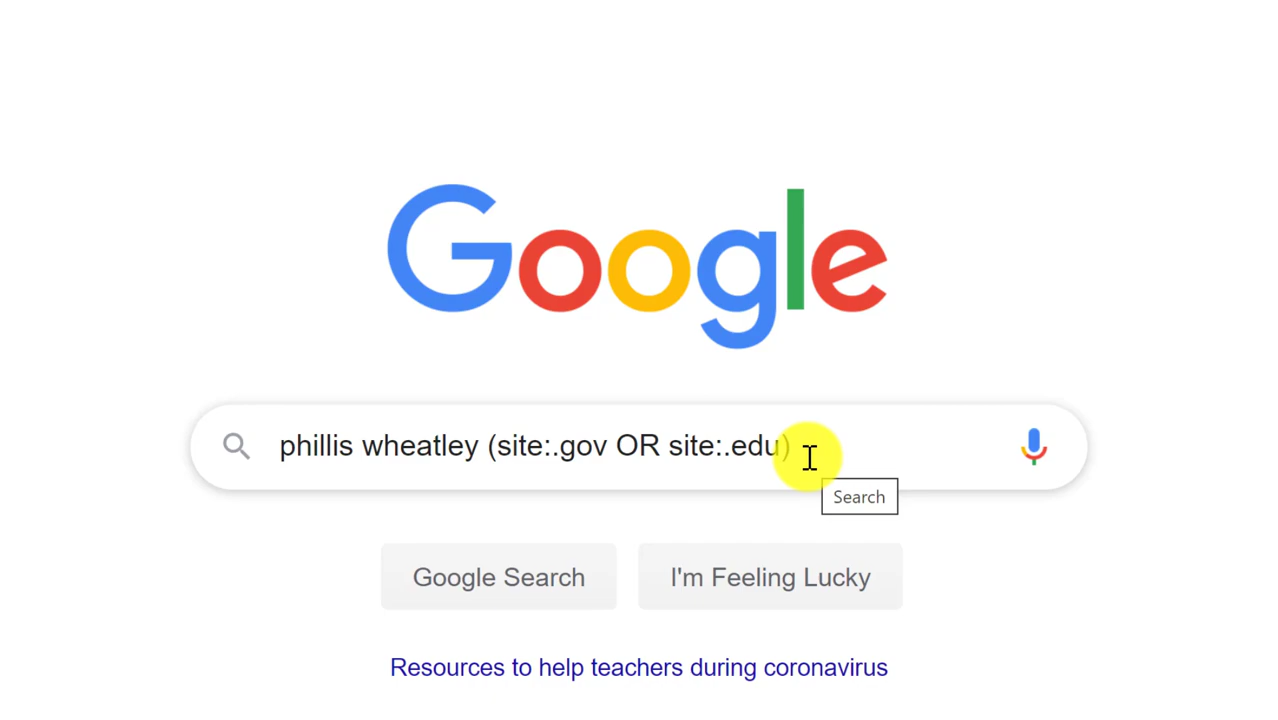 Google
phillis wheatley (site:.gov OR site:.edu)
Search
Google Search
I'm Feeling Lucky
Resources to help teachers during coronavirus